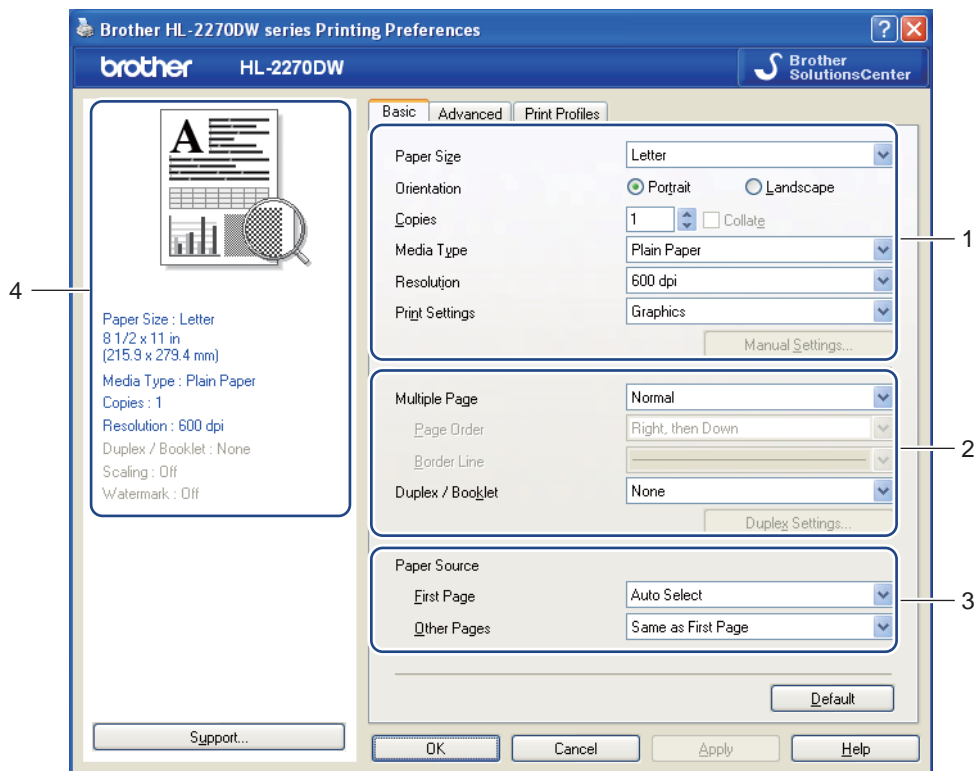 Brother HL-2270DW series Printing Preferences
brother HL-2270DW Brother SolutionsCenter
Basic Advanced Print Profiles
A
Paper Size Letter
Orientation Portrait Landscape
Copies 1 Collate
Media Type Plain Paper
Resolution 600 dpi
Print Settings Graphics
Manual Settings...
1
4
Paper Size : Letter
8 1/2 x 11 in
(215.9 x 279.4 mm)
Media Type : Plain Paper
Copies : 1
Resolution : 600 dpi
Duplex / Booklet : None
Scaling : Off
Watermark : Off
Multiple Page Normal
Page Order Right, then Down
Border Line
Duplex / Booklet None
Duplex Settings...
2
Paper Source
First Page Auto Select
Other Pages Same as First Page
3
Default
Support...
OK Cancel Apply Help